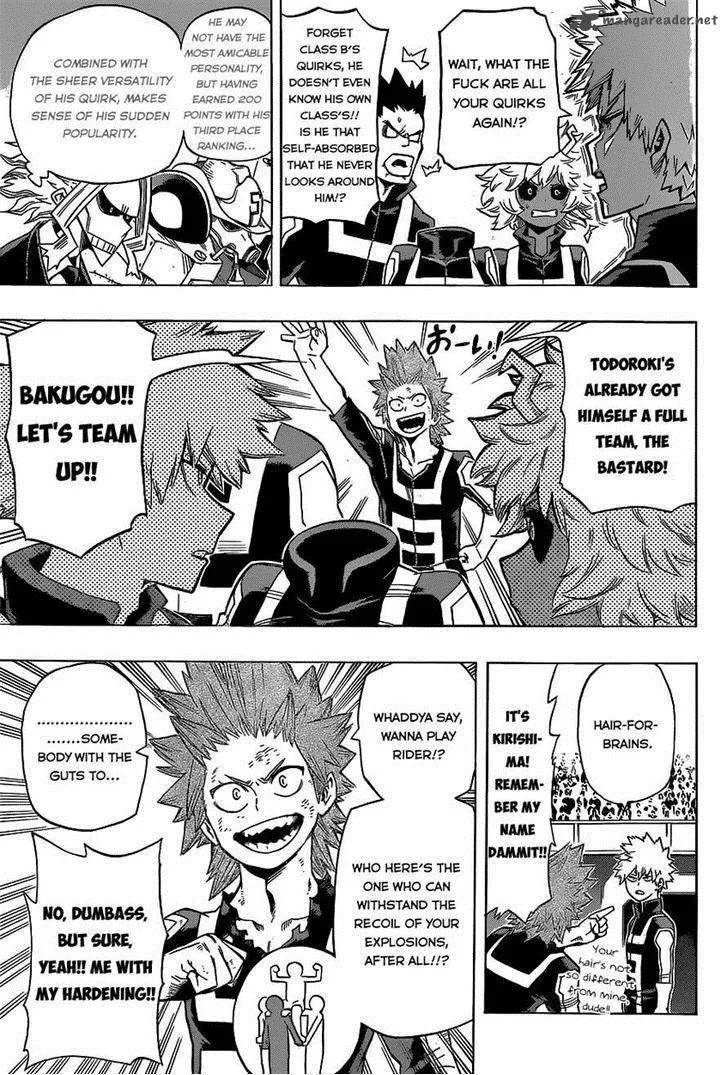 mangareader.net
WAIT, WHAT THE
FUCK ARE ALL
YOUR QUIRKS
AGAIN!?
FORGET
CLASS B'S
QUIRKS, HE
DOESN'T EVEN
KNOW HIS OWN
CLASS'S!!
IS HE THAT
SELF-ABSORBED
THAT HE NEVER
LOOKS AROUND
HIM!?
HE MAY
NOT HAVE THE
MOST AMICABLE
PERSONALITY,
BUT HAVING
EARNED 200
POINTS WITH HIS
THIRD PLACE
RANKING...
COMBINED WITH
THE SHEER VERSATILITY
OF HIS QUIRK, MAKES
SENSE OF HIS SUDDEN
POPULARITY.
TODOROKI'S
ALREADY GOT
HIMSELF A FULL
TEAM, THE
BASTARD!
おーい!
BAKUGOU!!
LET'S TEAM
UP!!
HAIR-FOR-
BRAINS.
IT'S
KIRISHI-
MA!
REMEM-
BER MY
NAME
DAMMIT!!
Your
hair's not
so different
from mine
dude!!
WHADDYA SAY,
WANNA PLAY
RIDER!?
WHO HERE'S THE
ONE WHO CAN
WITHSTAND THE
RECOIL OF YOUR
EXPLOSIONS,
AFTER ALL!!?
..................
.......SOME-
BODY WITH THE
GUTS TO...
NO, DUMBASS,
BUT SURE,
YEAH!! ME WITH
MY HARDENING!!